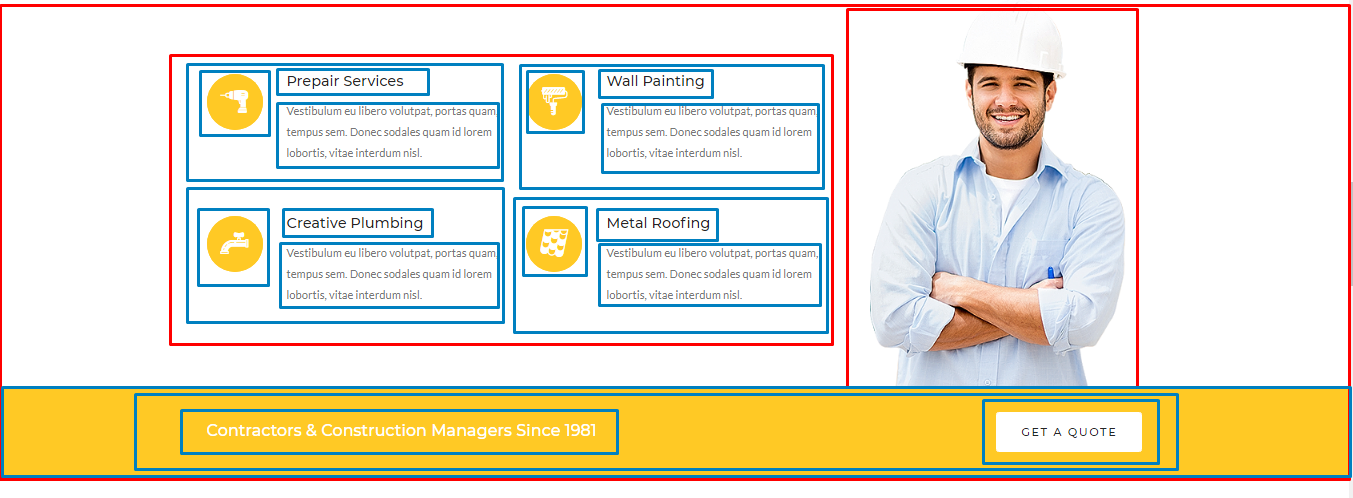 Prepair Services
Vestibulum eu libero volutpat, portas quam,
tempus sem. Donec sodales quam id lorem
lobortis, vitae interdum nisl.
Wall Painting
Vestibulum eu libero volutpat, portas quam,
tempus sem. Donec sodales quam id lorem
lobortis, vitae interdum nisl.
Creative Plumbing
Vestibulum eu libero volutpat, portas quam,
tempus sem. Donec sodales quam id lorem
lobortis, vitae interdum nisl.
Metal Roofing
Vestibulum eu libero volutpat, portas quam,
tempus sem. Donec sodales quam id lorem
lobortis, vitae interdum nisl.
Contractors & Construction Managers Since 1981
GET A QUOTE